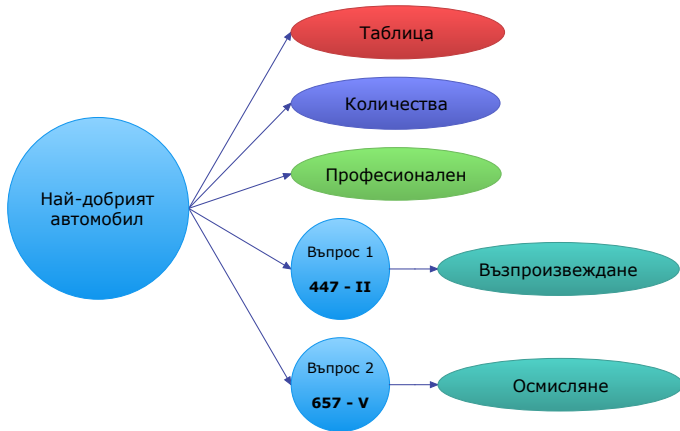 Най-добрият
автомобил
Таблица
Количества
Професионален
Въпрос 1
447 - II
Възпроизвеждане
Въпрос 2
657 - V
Осмисляне